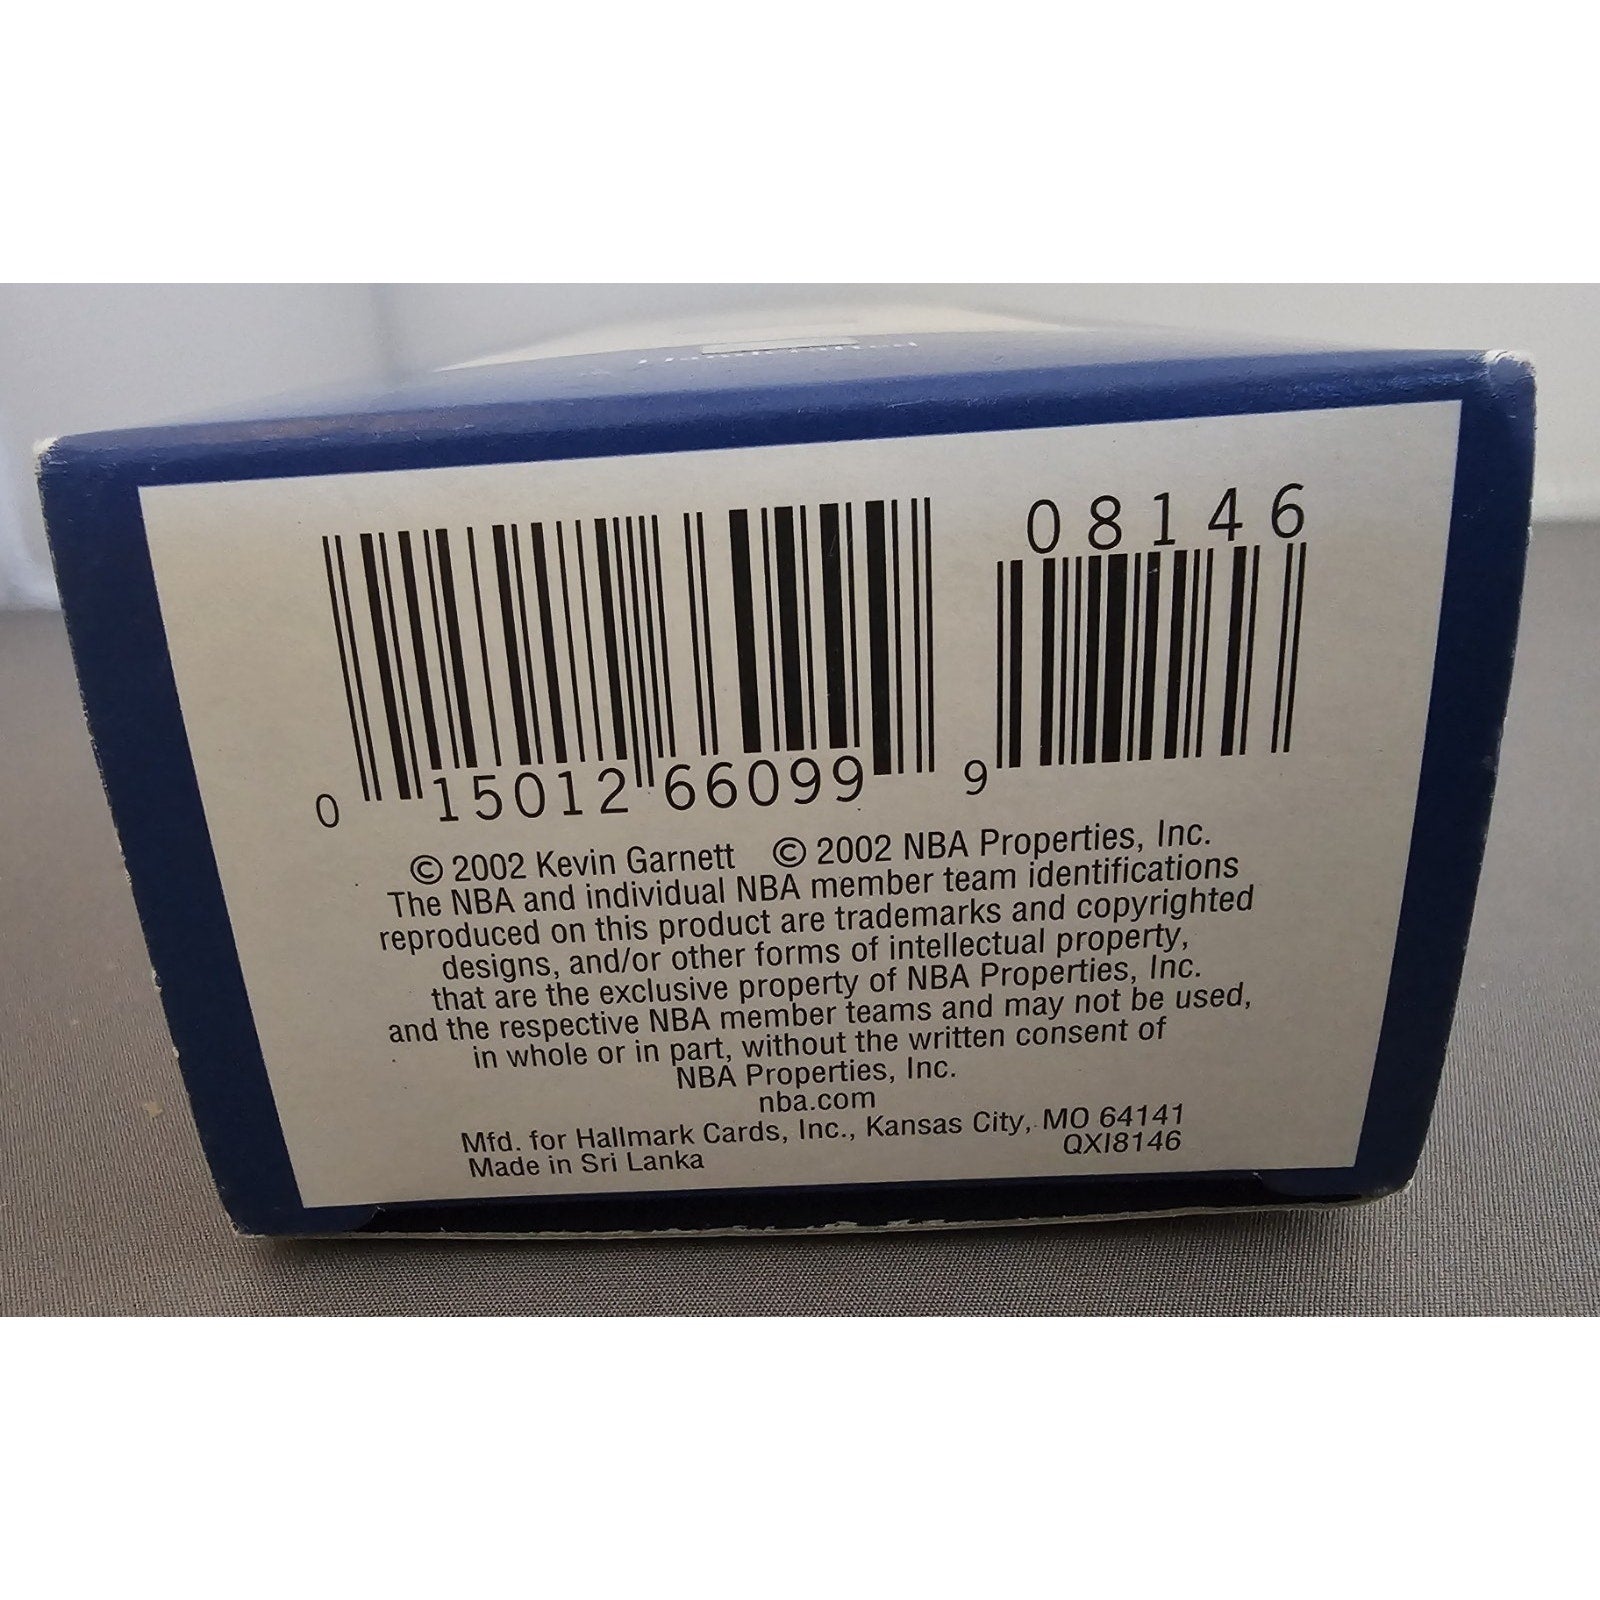 Handcrafted
08146
0 15012 66099 9
© 2002 Kevin Garnett © 2002 NBA Properties, Inc.
The NBA and individual NBA member team identifications
reproduced on this product are trademarks and copyrighted
designs, and/or other forms of intellectual property,
that are the exclusive property of NBA Properties, Inc.
and the respective NBA member teams and may not be used,
in whole or in part, without the written consent of
NBA Properties, Inc.
nba.com
Mfd. for Hallmark Cards, Inc., Kansas City, MO 64141
Made in Sri Lanka QXI8146